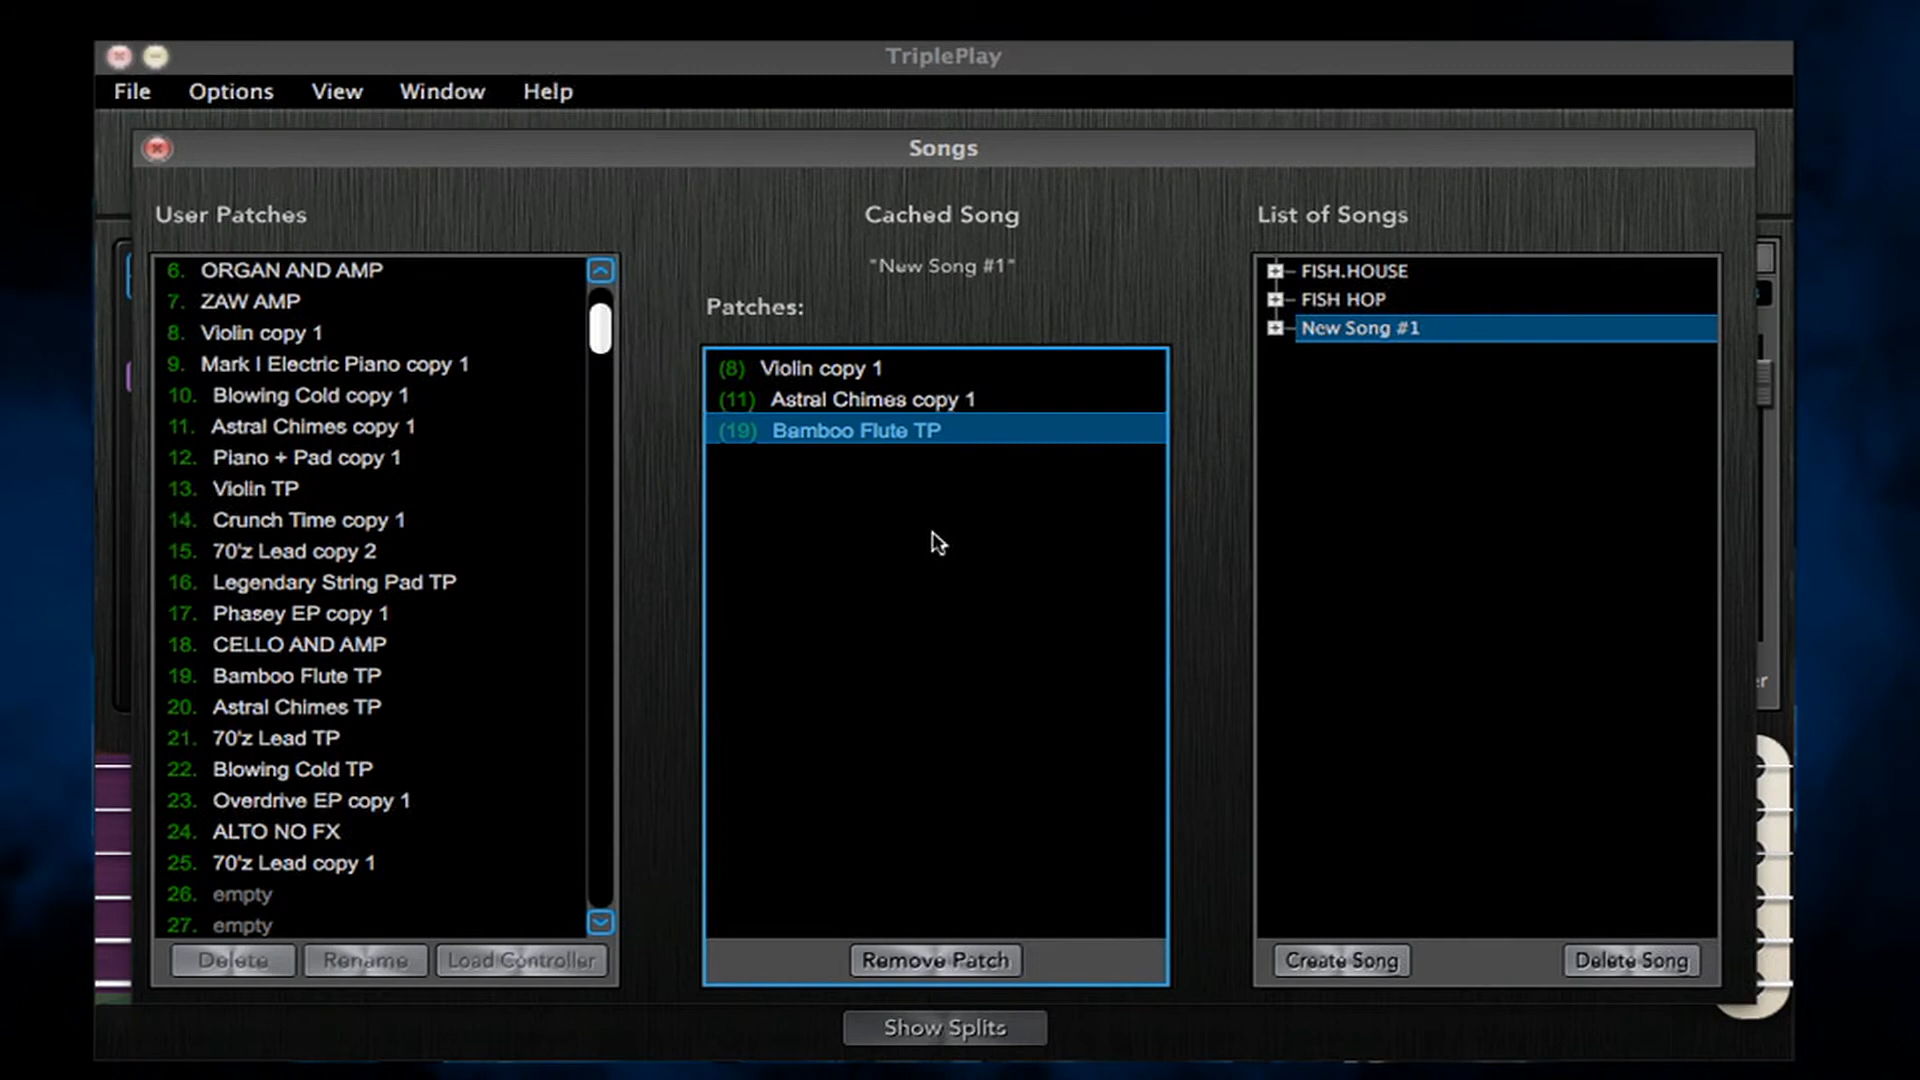 TriplePlay
File Options View Window Help
Songs
User Patches
6. ORGAN AND AMP
7. ZAW AMP
8. Violin copy 1
9. Mark I Electric Piano copy 1
10. Blowing Cold copy 1
11. Astral Chimes copy 1
12. Piano + Pad copy 1
13. Violin TP
14. Crunch Time copy 1
15. 70'z Lead copy 2
16. Legendary String Pad TP
17. Phasey EP copy 1
18. CELLO AND AMP
19. Bamboo Flute TP
20. Astral Chimes TP
21. 70'z Lead TP
22. Blowing Cold TP
23. Overdrive EP copy 1
24. ALTO NO FX
25. 70'z Lead copy 1
26. empty
27. empty
Delete Rename Load Controller
Cached Song
"New Song #1"
Patches:
(8) Violin copy 1
(11) Astral Chimes copy 1
(19) Bamboo Flute TP
Remove Patch
List of Songs
FISH.HOUSE
FISH HOP
New Song #1
Create Song Delete Song
Show Splits